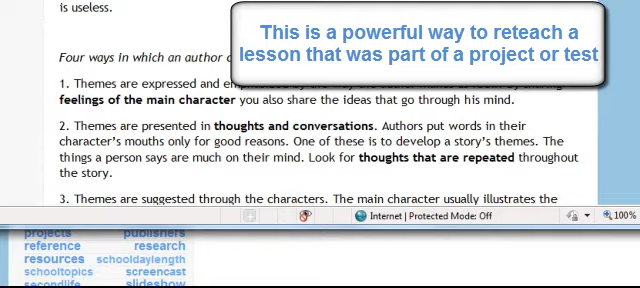 is useless.
This is a powerful way to reteach a
lesson that was part of a project or test
Four ways in which an author
1. Themes are expressed and
feelings of the main character you also share the ideas that go through his mind.
2. Themes are presented in thoughts and conversations. Authors put words in their
character's mouths only for good reasons. One of these is to develop a story's themes. The
things a person says are much on their mind. Look for thoughts that are repeated throughout
the story.
3. Themes are suggested through the characters. The main character usually illustrates the
Internet | Protected Mode: Off
100%
projects publishers
reference research
resources schooldaylength
schooltopics screencast
secondlife slideshow